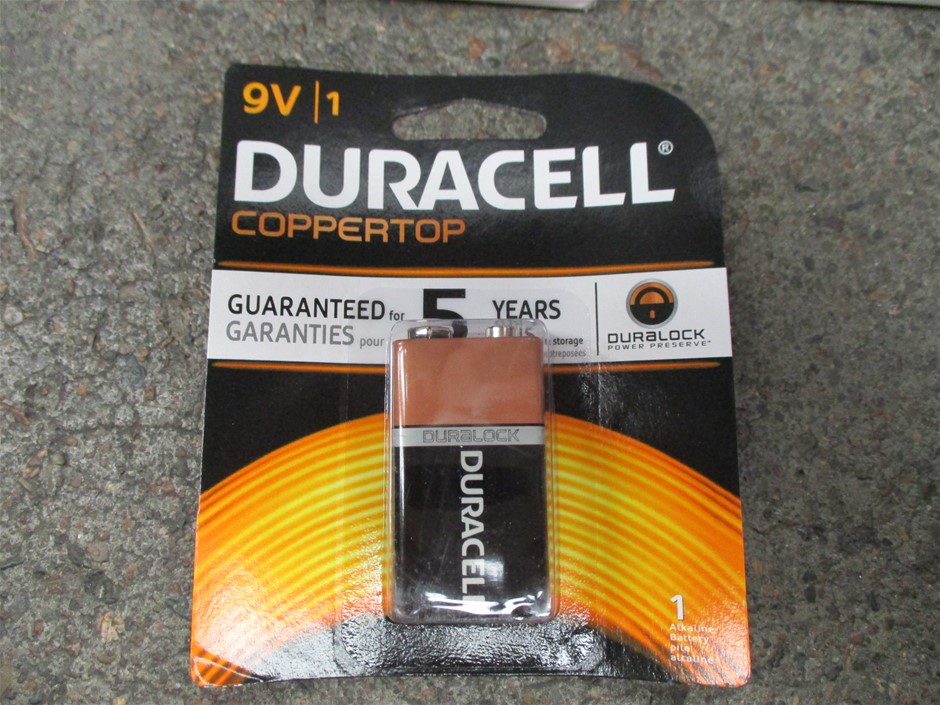 9V | 1
DURACELL®
COPPERTOP
GUARANTEED for 5 YEARS
GARANTIES pour
storage
DURALOCK
POWER PRESERVE™
DURALOCK
DURACELL
1
Alkaline
Battery
pile
alcaline